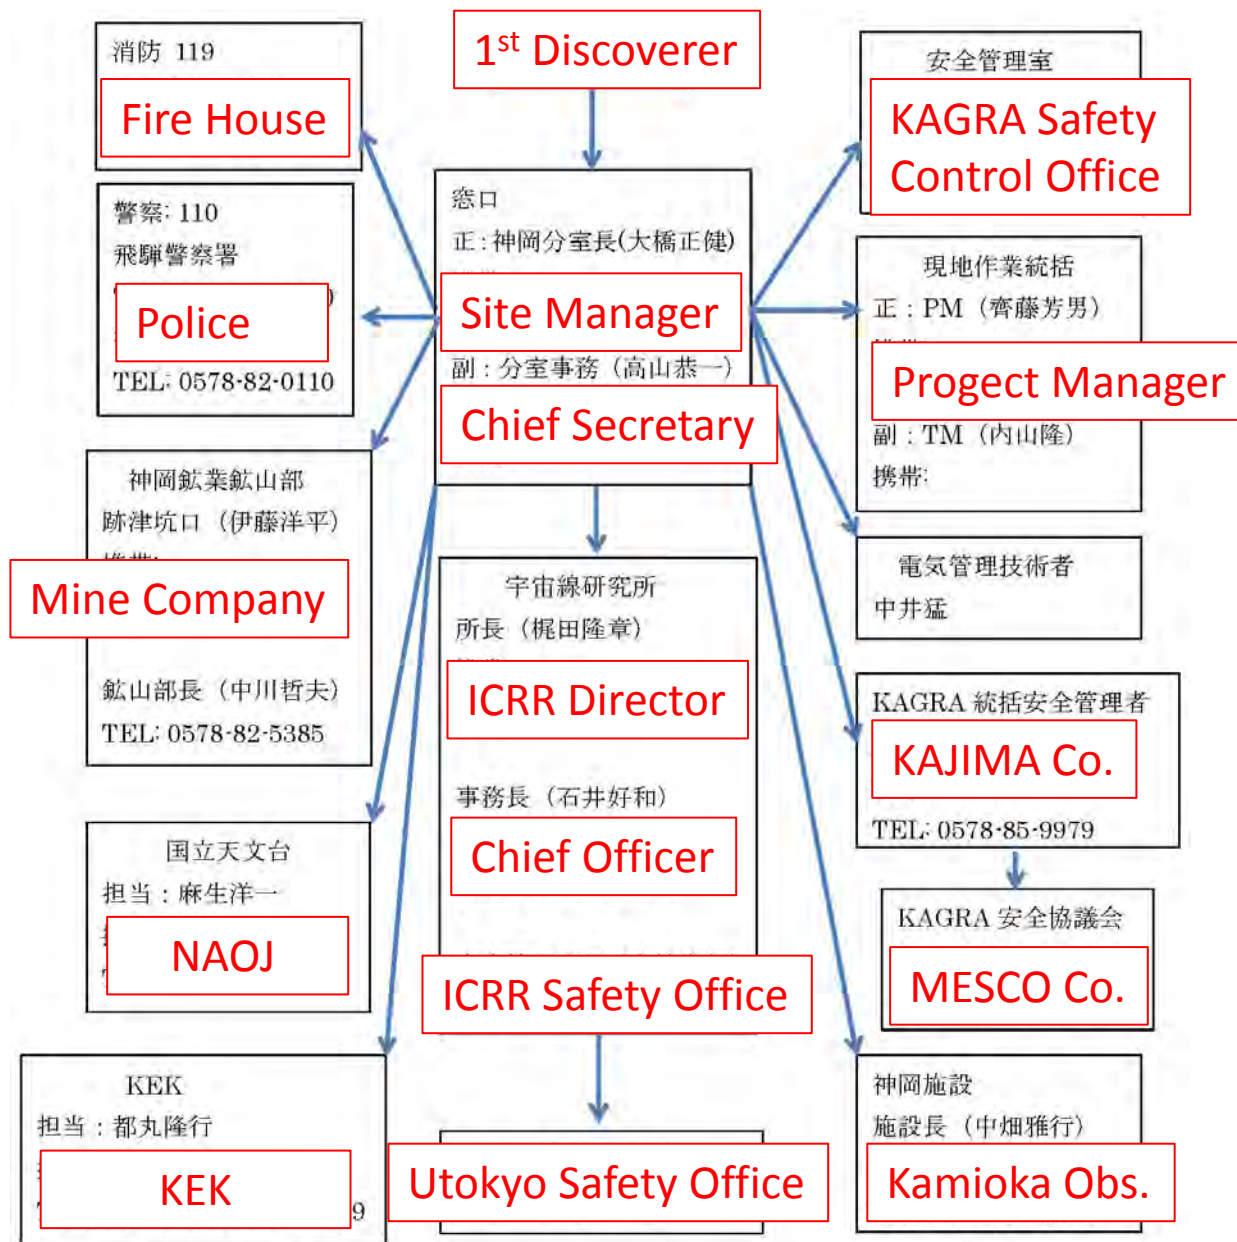 1st Discoverer
消防 119
Fire House
警察: 110
飛騨警察署
Police
TEL: 0578-82-0110
神岡鉱業鉱山部
跡津坑口（伊藤洋平）
Mine Company
鉱山部長（中川哲夫）
TEL: 0578-82-5385
国立天文台
担当：麻生洋一
NAOJ
KEK
担当：都丸隆行
KEK
9
窓口
正：神岡分室長(大橋正健)
Site Manager
副：分室事務（高山恭一）
Chief Secretary
宇宙線研究所
所長（梶田隆章）
ICRR Director
事務長（石井好和）
Chief Officer
ICRR Safety Office
Utokyo Safety Office
安全管理室
KAGRA Safety
Control Office
現地作業統括
正：PM（齊藤芳男）
Progect Manager
副：TM（内山隆）
携帯:
電気管理技術者
中井猛
KAGRA 統括安全管理者
KAJIMA Co.
TEL: 0578-85-9979
KAGRA 安全協議会
MESCO Co.
神岡施設
施設長（中畑雅行）
Kamioka Obs.